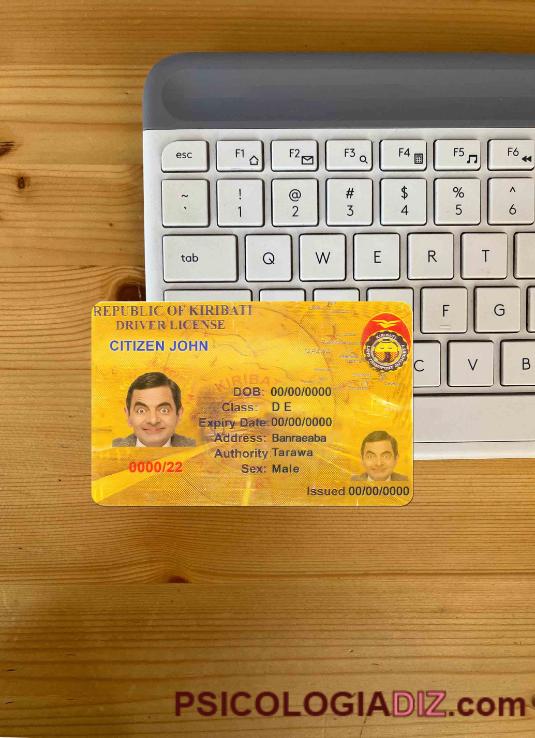 esc F1 F2 F3 F4 F5 F6
~ ! @ # $ % ^
` 1 2 3 4 5 6
tab Q W E R T
F G
C V B
REPUBLIC OF KIRIBATI
DRIVER LICENSE
CITIZEN JOHN
KIRIBATI
DOB: 00/00/0000
Class: D E
Expiry Date: 00/00/0000
Address: Banraeaba
Authority Tarawa
Sex: Male
0000/22
Issued 00/00/0000
PSICOLOGIADIZ.com